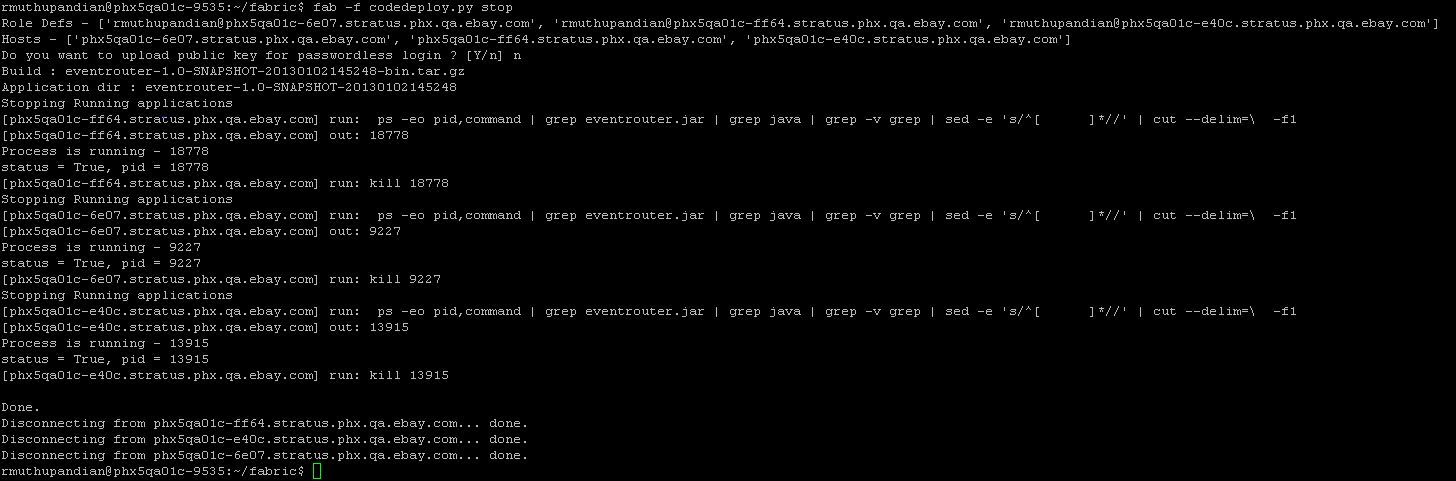 rmuthupandian@phx5qa01c-9535:~/fabric$ fab -f codedeploy.py stop
Role Defs - ['rmuthupandian@phx5qa01c-6e07.stratus.phx.qa.ebay.com', 'rmuthupandian@phx5qa01c-ff64.stratus.phx.qa.ebay.com', 'rmuthupandian@phx5qa01c-e40c.stratus.phx.qa.ebay.com']
Hosts - ['phx5qa01c-6e07.stratus.phx.qa.ebay.com', 'phx5qa01c-ff64.stratus.phx.qa.ebay.com', 'phx5qa01c-e40c.stratus.phx.qa.ebay.com']
Do you want to upload public key for passwordless login ? [Y/n] n
Build : eventrouter-1.0-SNAPSHOT-20130102145248-bin.tar.gz
Application dir : eventrouter-1.0-SNAPSHOT-20130102145248
Stopping Running applications
[phx5qa01c-ff64.stratus.phx.qa.ebay.com] run:  ps -eo pid,command | grep eventrouter.jar | grep java | grep -v grep | sed -e 's/^[      ]*//' | cut --delim=\  -f1
[phx5qa01c-ff64.stratus.phx.qa.ebay.com] out: 18778
Process is running - 18778
status = True, pid = 18778
[phx5qa01c-ff64.stratus.phx.qa.ebay.com] run: kill 18778
Stopping Running applications
[phx5qa01c-6e07.stratus.phx.qa.ebay.com] run:  ps -eo pid,command | grep eventrouter.jar | grep java | grep -v grep | sed -e 's/^[      ]*//' | cut --delim=\  -f1
[phx5qa01c-6e07.stratus.phx.qa.ebay.com] out: 9227
Process is running - 9227
status = True, pid = 9227
[phx5qa01c-6e07.stratus.phx.qa.ebay.com] run: kill 9227
Stopping Running applications
[phx5qa01c-e40c.stratus.phx.qa.ebay.com] run:  ps -eo pid,command | grep eventrouter.jar | grep java | grep -v grep | sed -e 's/^[      ]*//' | cut --delim=\  -f1
[phx5qa01c-e40c.stratus.phx.qa.ebay.com] out: 13915
Process is running - 13915
status = True, pid = 13915
[phx5qa01c-e40c.stratus.phx.qa.ebay.com] run: kill 13915
Done.
Disconnecting from phx5qa01c-ff64.stratus.phx.qa.ebay.com... done.
Disconnecting from phx5qa01c-e40c.stratus.phx.qa.ebay.com... done.
Disconnecting from phx5qa01c-6e07.stratus.phx.qa.ebay.com... done.
rmuthupandian@phx5qa01c-9535:~/fabric$